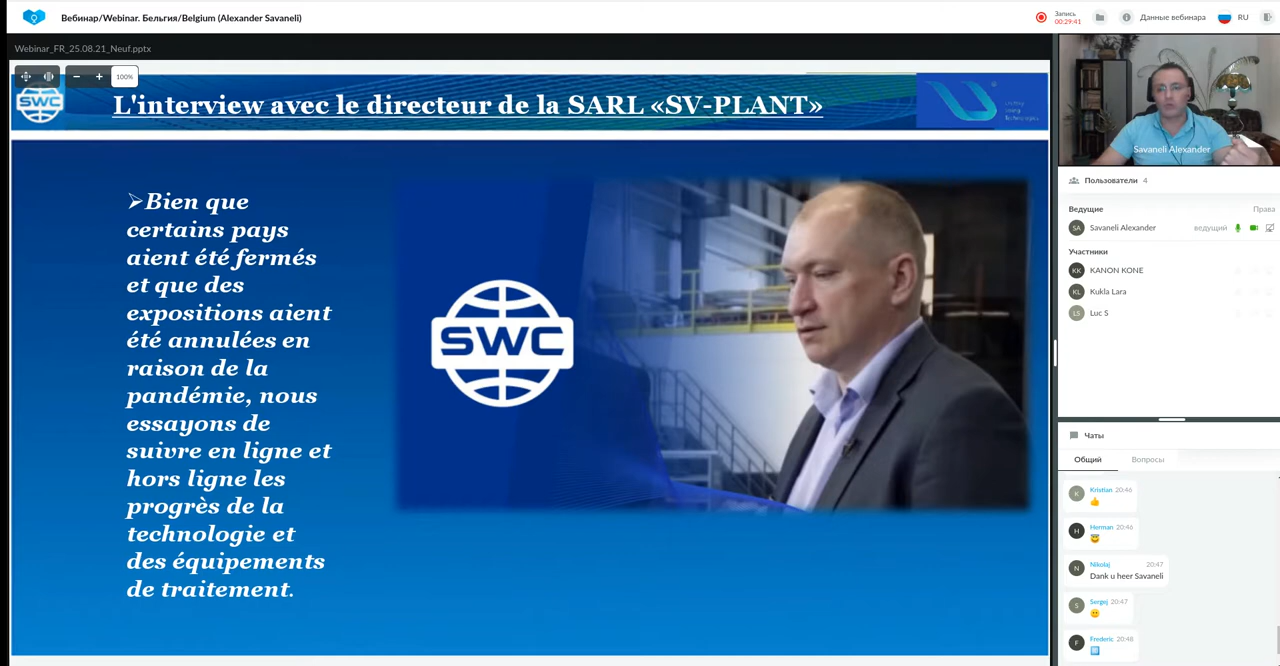 Вебинар/Webinar. Бельгия/Belgium (Alexander Savaneli)
Запись
00:29:41
Данные вебинара
RU
Webinar_FR_25.08.21_Neuf.pptx
100%
SWC
L'interview avec le directeur de la SARL «SV-PLANT»
➢Bien que
certains pays
aient été fermés
et que des
expositions aient
été annulées en
raison de la
pandémie, nous
essayons de
suivre en ligne et
hors ligne les
progrès de la
technologie et
des équipements
de traitement.
SWC
Savaneli Alexander
Пользователи 4
Ведущие Права
SA Savaneli Alexander ведущий
Участники
KK KANON KONE
KL Kukla Lara
LS Luc S
Чаты
Общий Вопросы
K Kristian 20:46
👍
H Herman 20:46
😇
N Nikolaj 20:47
Dank u heer Savaneli
S Sergej 20:47
🙂
F Frederic 20:48